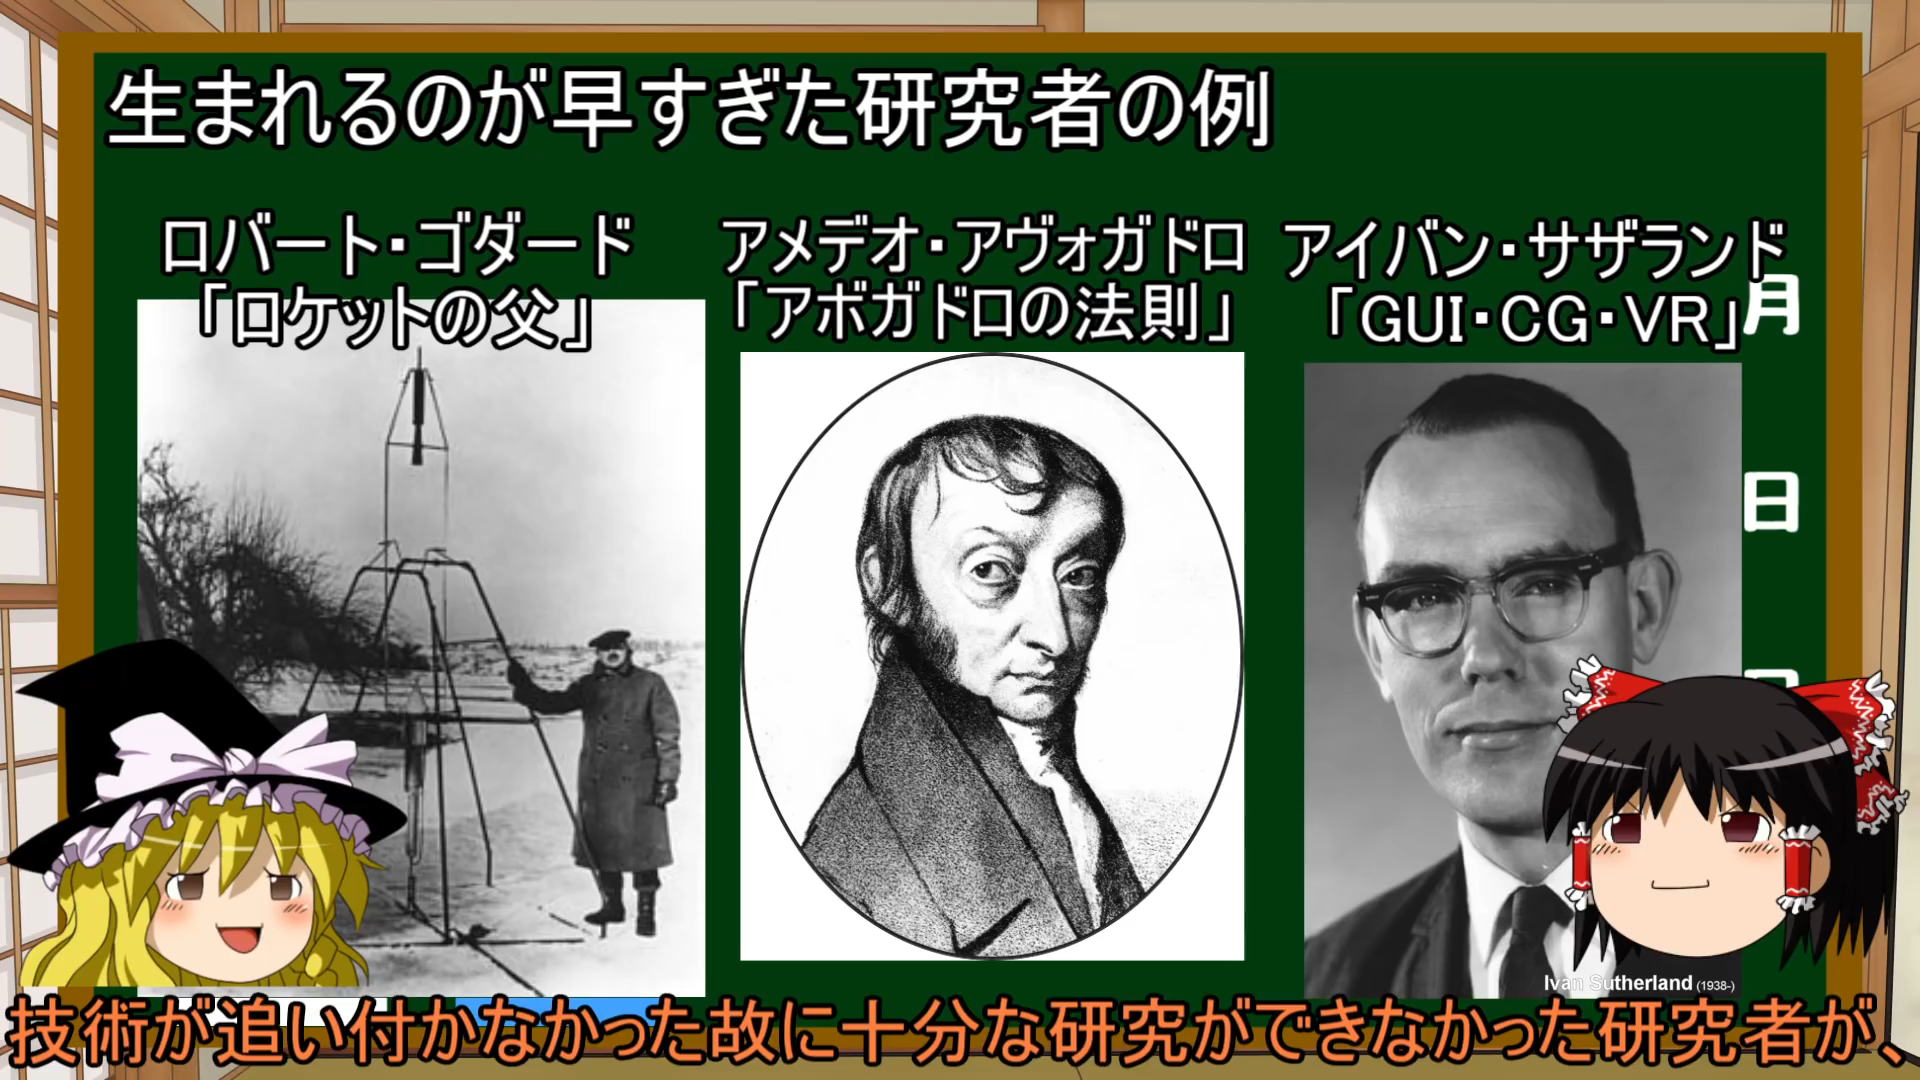 生まれるのが早すぎた研究者の例
ロバート・ゴダード
「ロケットの父」
アメデオ・アヴォガドロ
「アボガドロの法則」
アイバン・サザランド
「GUI・CG・VR」
月
日
Ivan Sutherland (1938-)
技術が追い付かなかった故に十分な研究ができなかった研究者が、